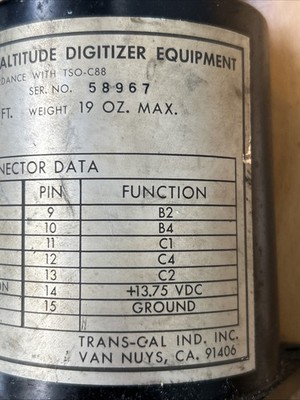 ALTITUDE DIGITIZER EQUIPMENT
DANCE WITH TSO-C88
SER. NO. 58967
FT. WEIGHT 19 OZ. MAX.
NECTOR DATA
PIN FUNCTION
9 B2
10 B4
11 C1
12 C4
13 C2
ON 14 +13.75 VDC
15 GROUND
TRANS-CAL IND. INC.
VAN NUYS, CA. 91406